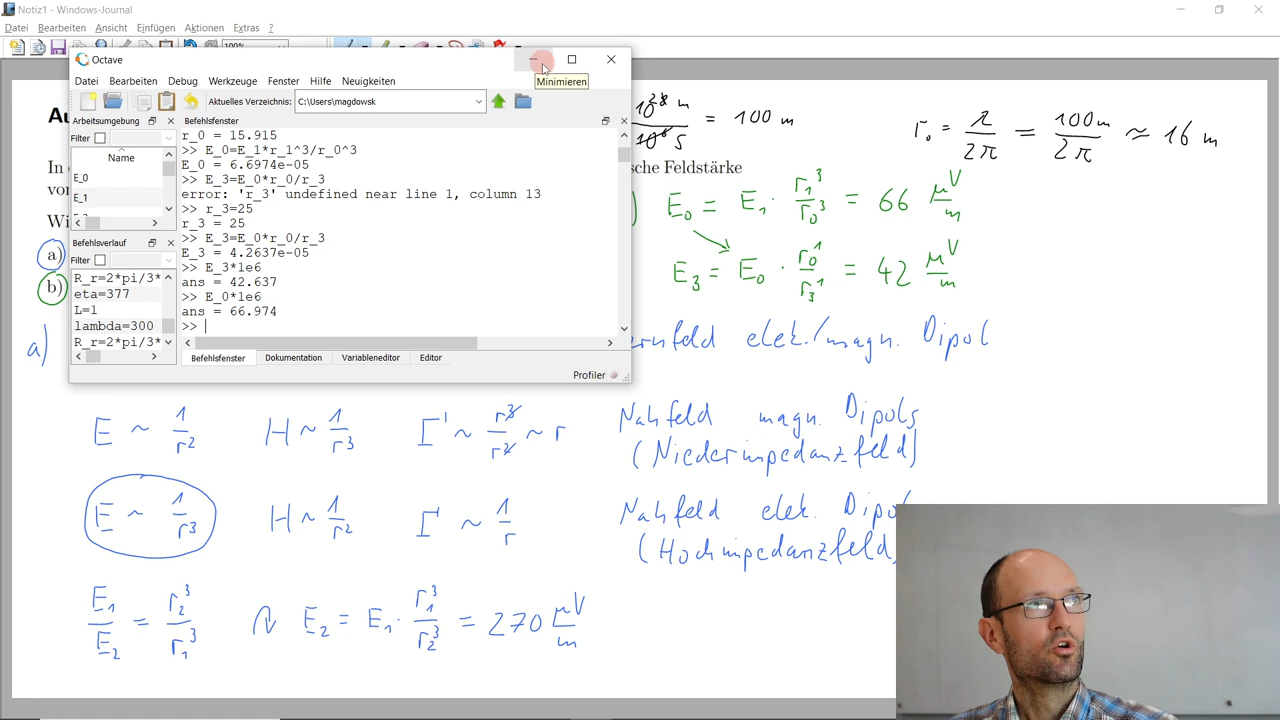 Notiz1 - Windows-Journal
Datei Bearbeiten Ansicht Einfügen Aktionen Extras ?
100%
Octave
Minimieren
Datei Bearbeiten Debug Werkzeuge Fenster Hilfe Neuigkeiten
Aktuelles Verzeichnis: C:\Users\magdowsk
Arbeitsumgebung
Filter
Name
E_0
E_1
Befehlsverlauf
Filter
R_r=2*pi/3*
eta=377
L=1
lambda=300
R_r=2*pi/3*
Befehlsfenster
r_0 = 15.915
>> E_0=E_1*r_1^3/r_0^3
E_0 = 6.6974e-05
>> E_3=E_0*r_0/r_3
error: 'r_3' undefined near line 1, column 13
>> r_3=25
r_3 = 25
>> E_3=E_0*r_0/r_3
E_3 = 4.2637e-05
>> E_3*1e6
ans = 42.637
>> E_0*1e6
ans = 66.974
>>
Befehlsfenster Dokumentation Variableneditor Editor
Profiler
Au
In
sche Feldstärke
vor
Wi
a)
b)
= 100 m
r₀ = λ/2π = 100m/2π ≈ 16 m
) E₀ = E₁ · r₁³/r₀³ = 66 μV/m
E₃ = E₀ · r₀¹/r₃¹ = 42 μV/m
a) ernfeld elek./magn. Dipol
E ~ 1/r² H ~ 1/r³ Γ ~ r³/r² ~ r Nahfeld magn. Dipols
(Niederimpedanzfeld)
E ~ 1/r³ H ~ 1/r² Γ ~ 1/r Nahfeld elek. Dipo
(Hochimpedanzfeld
E₁/E₂ = r₂³/r₁³ ↷ E₂ = E₁ · r₁³/r₂³ = 270 μV/m